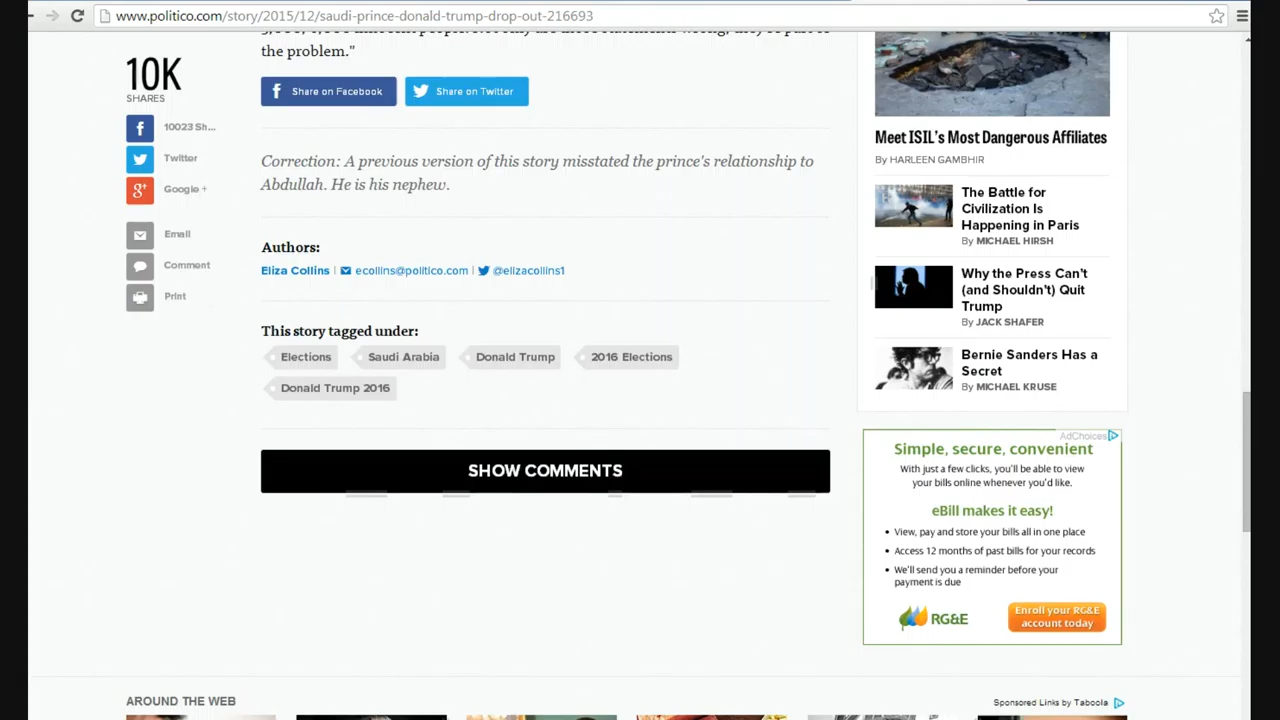 www.politico.com/story/2015/12/saudi-prince-donald-trump-drop-out-216693
the problem."
Share on Facebook
Share on Twitter
10K
SHARES
10023 Sh...
Twitter
Google +
Email
Comment
Print
Correction: A previous version of this story misstated the prince's relationship to
Abdullah. He is his nephew.
Authors:
Eliza Collins | ecollins@politico.com | @elizacollins1
This story tagged under:
Elections
Saudi Arabia
Donald Trump
2016 Elections
Donald Trump 2016
SHOW COMMENTS
Meet ISIL's Most Dangerous Affiliates
By HARLEEN GAMBHIR
The Battle for
Civilization Is
Happening in Paris
By MICHAEL HIRSH
Why the Press Can't
(and Shouldn't) Quit
Trump
By JACK SHAFER
Bernie Sanders Has a
Secret
By MICHAEL KRUSE
AdChoices
Simple, secure, convenient
With just a few clicks, you'll be able to view
your bills online whenever you'd like.
eBill makes it easy!
• View, pay and store your bills all in one place
• Access 12 months of past bills for your records
• We'll send you a reminder before your
payment is due
RG&E
Enroll your RG&E
account today
AROUND THE WEB
Sponsored Links by Taboola